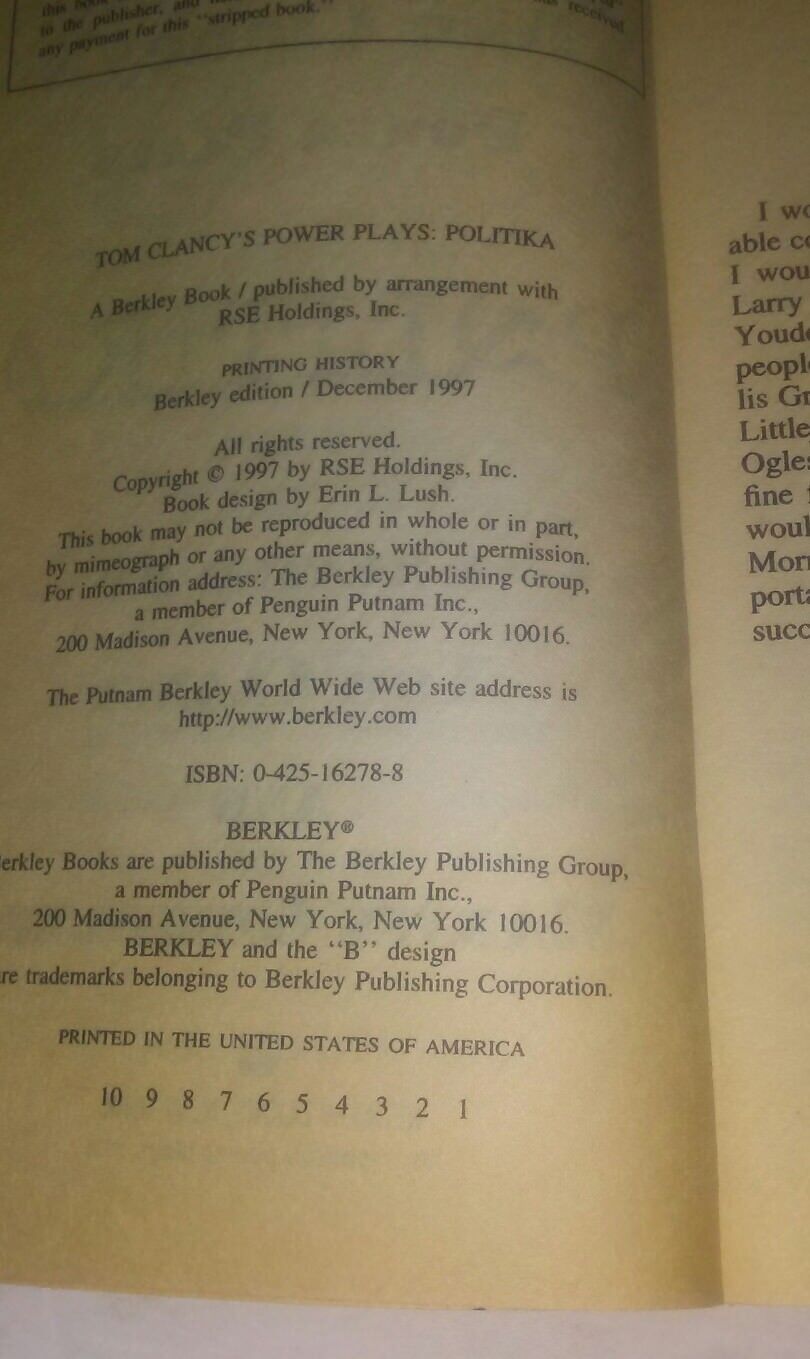 this book
to the publisher, and
any payment for this "stripped book."
received
TOM CLANCY'S POWER PLAYS: POLITIKA
A Berkley Book / published by arrangement with
RSE Holdings, Inc.
PRINTING HISTORY
Berkley edition / December 1997
All rights reserved.
Copyright © 1997 by RSE Holdings, Inc.
Book design by Erin L. Lush.
This book may not be reproduced in whole or in part,
by mimeograph or any other means, without permission.
For information address: The Berkley Publishing Group,
a member of Penguin Putnam Inc.,
200 Madison Avenue, New York, New York 10016.
The Putnam Berkley World Wide Web site address is
http://www.berkley.com
ISBN: 0-425-16278-8
BERKLEY®
erkley Books are published by The Berkley Publishing Group,
a member of Penguin Putnam Inc.,
200 Madison Avenue, New York, New York 10016.
BERKLEY and the "B" design
re trademarks belonging to Berkley Publishing Corporation.
PRINTED IN THE UNITED STATES OF AMERICA
10 9 8 7 6 5 4 3 2 1
I wo
able co
I wou
Larry
Youde
peopl
lis Gr
Little
Ogles
fine
woul
Morr
porta
succ